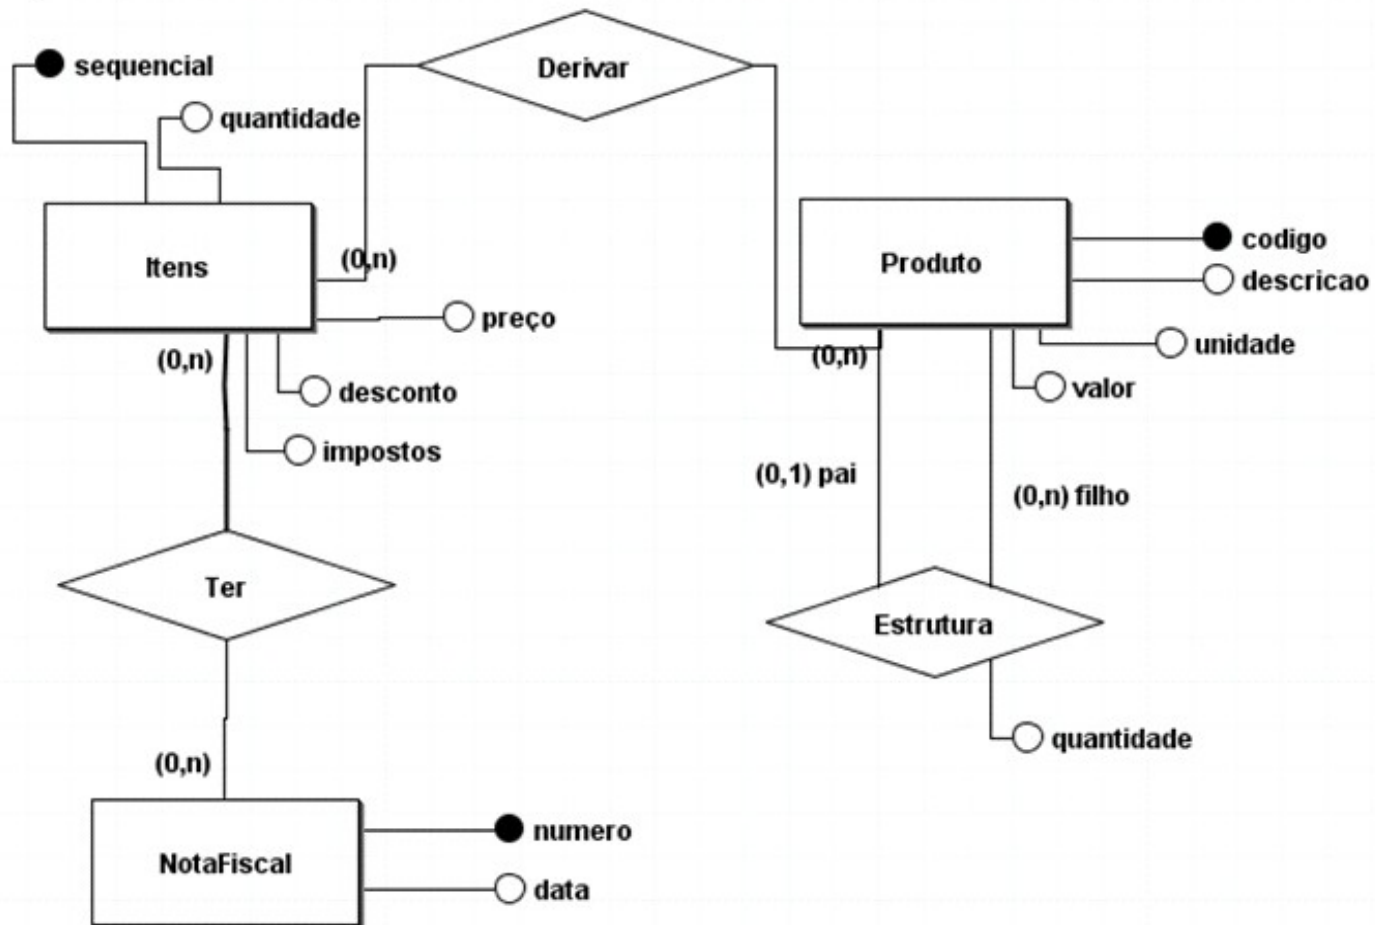 sequencial
Derivar
quantidade
Itens
(0,n)
Produto
codigo
descricao
preço
unidade
(0,n)
(0,n)
desconto
valor
impostos
(0,1) pai
(0,n) filho
Ter
Estrutura
quantidade
(0,n)
numero
NotaFiscal
data